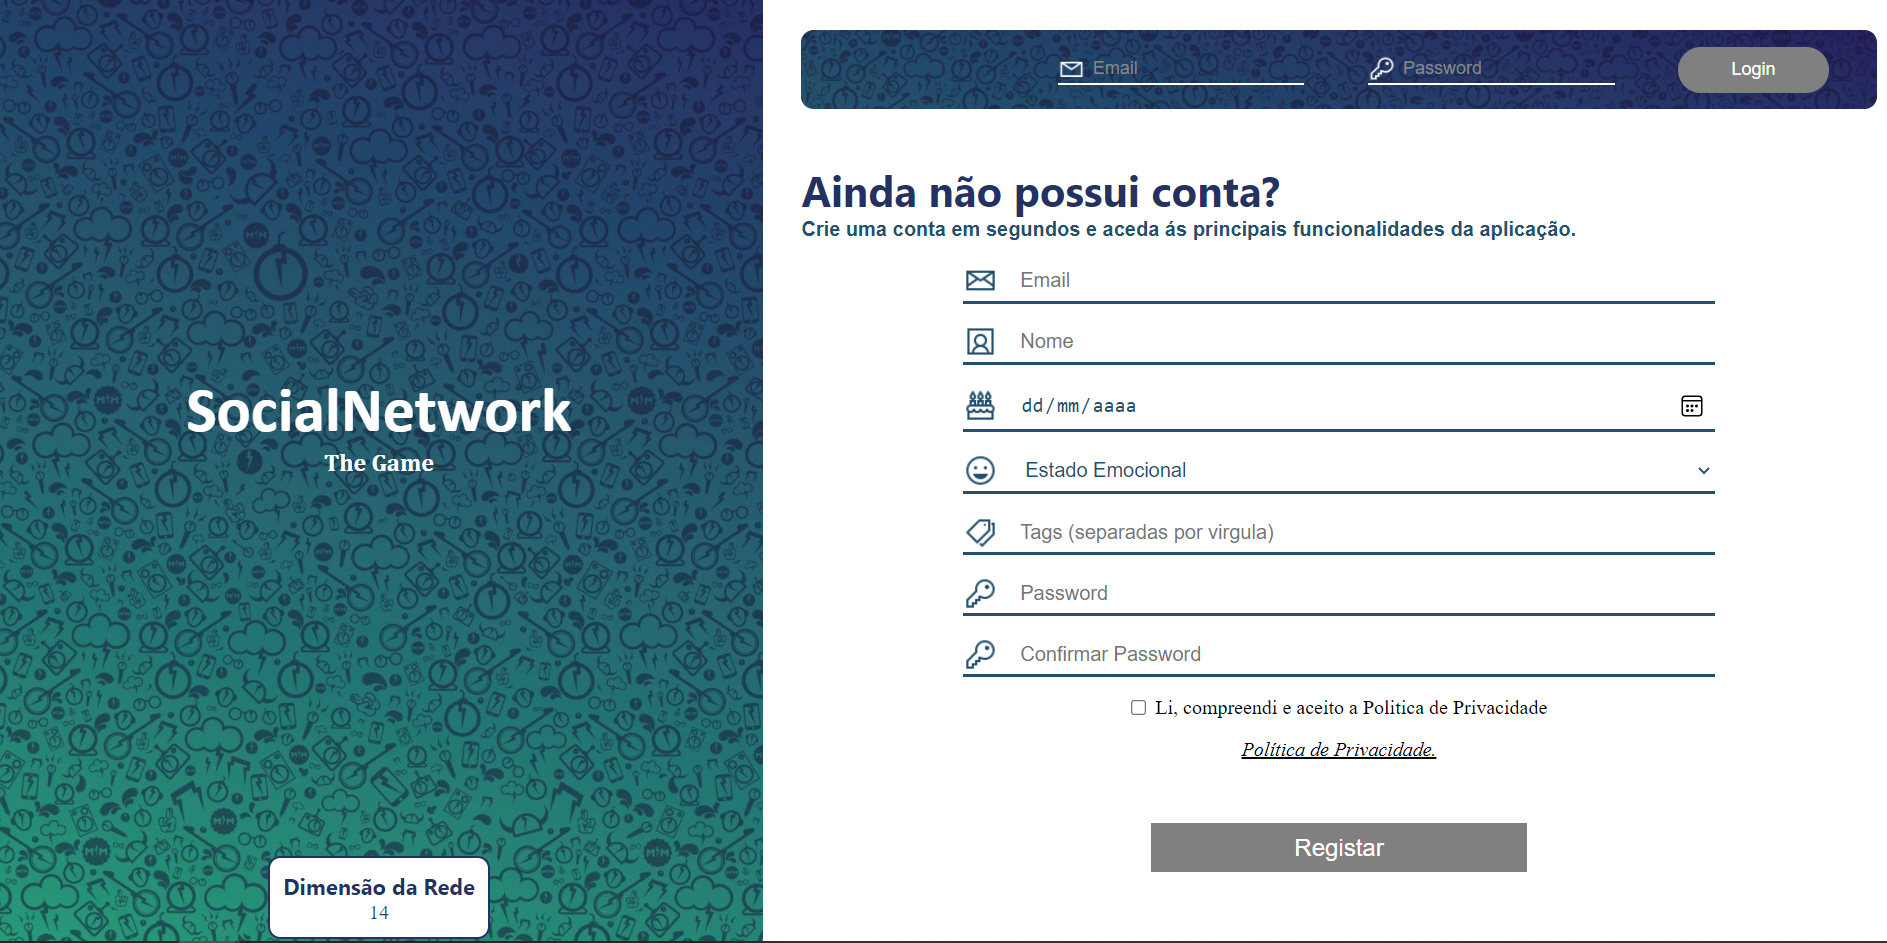 SocialNetwork
The Game
Dimensão da Rede
14
Email
Password
Login
Ainda não possui conta?
Crie uma conta em segundos e aceda ás principais funcionalidades da aplicação.
Email
Nome
dd/mm/aaaa
Estado Emocional
Tags (separadas por virgula)
Password
Confirmar Password
Li, compreendi e aceito a Politica de Privacidade
Política de Privacidade.
Registar